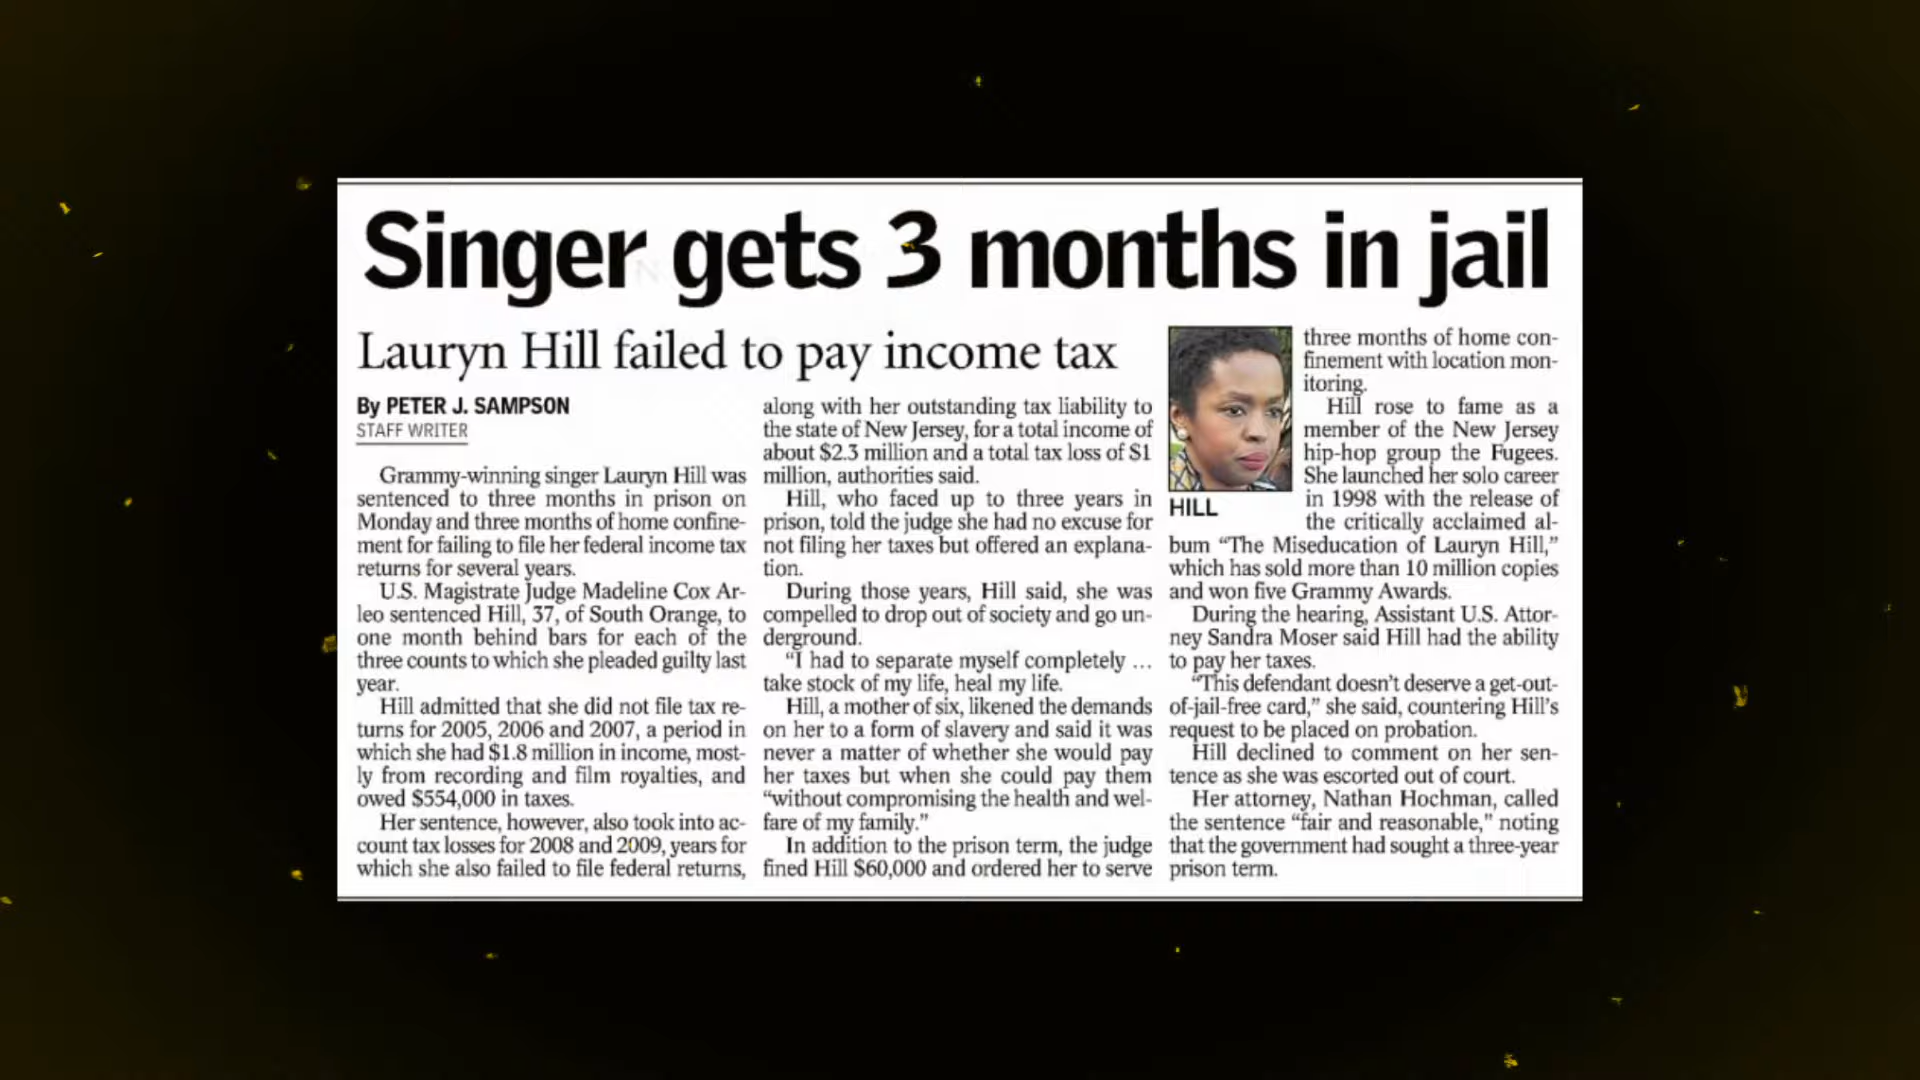 Singer gets 3 months in jail
Lauryn Hill failed to pay income tax
By PETER J. SAMPSON
STAFF WRITER
Grammy-winning singer Lauryn Hill was
sentenced to three months in prison on
Monday and three months of home confine-
ment for failing to file her federal income tax
returns for several years.
U.S. Magistrate Judge Madeline Cox Ar-
leo sentenced Hill, 37, of South Orange, to
one month behind bars for each of the
three counts to which she pleaded guilty last
year.
Hill admitted that she did not file tax re-
turns for 2005, 2006 and 2007, a period in
which she had $1.8 million in income, most-
ly from recording and film royalties, and
owed $554,000 in taxes.
Her sentence, however, also took into ac-
count tax losses for 2008 and 2009, years for
which she also failed to file federal returns,
along with her outstanding tax liability to
the state of New Jersey, for a total income of
about $2.3 million and a total tax loss of $1
million, authorities said.
Hill, who faced up to three years in
prison, told the judge she had no excuse for
not filing her taxes but offered an explana-
tion.
During those years, Hill said, she was
compelled to drop out of society and go un-
derground.
“I had to separate myself completely …
take stock of my life, heal my life.
Hill, a mother of six, likened the demands
on her to a form of slavery and said it was
never a matter of whether she would pay
her taxes but when she could pay them
“without compromising the health and wel-
fare of my family.”
In addition to the prison term, the judge
fined Hill $60,000 and ordered her to serve
HILL
three months of home con-
finement with location mon-
itoring.
Hill rose to fame as a
member of the New Jersey
hip-hop group the Fugees.
She launched her solo career
in 1998 with the release of
the critically acclaimed al-
bum “The Miseducation of Lauryn Hill,”
which has sold more than 10 million copies
and won five Grammy Awards.
During the hearing, Assistant U.S. Attor-
ney Sandra Moser said Hill had the ability
to pay her taxes.
“This defendant doesn’t deserve a get-out-
of-jail-free card,” she said, countering Hill’s
request to be placed on probation.
Hill declined to comment on her sen-
tence as she was escorted out of court.
Her attorney, Nathan Hochman, called
the sentence “fair and reasonable,” noting
that the government had sought a three-year
prison term.